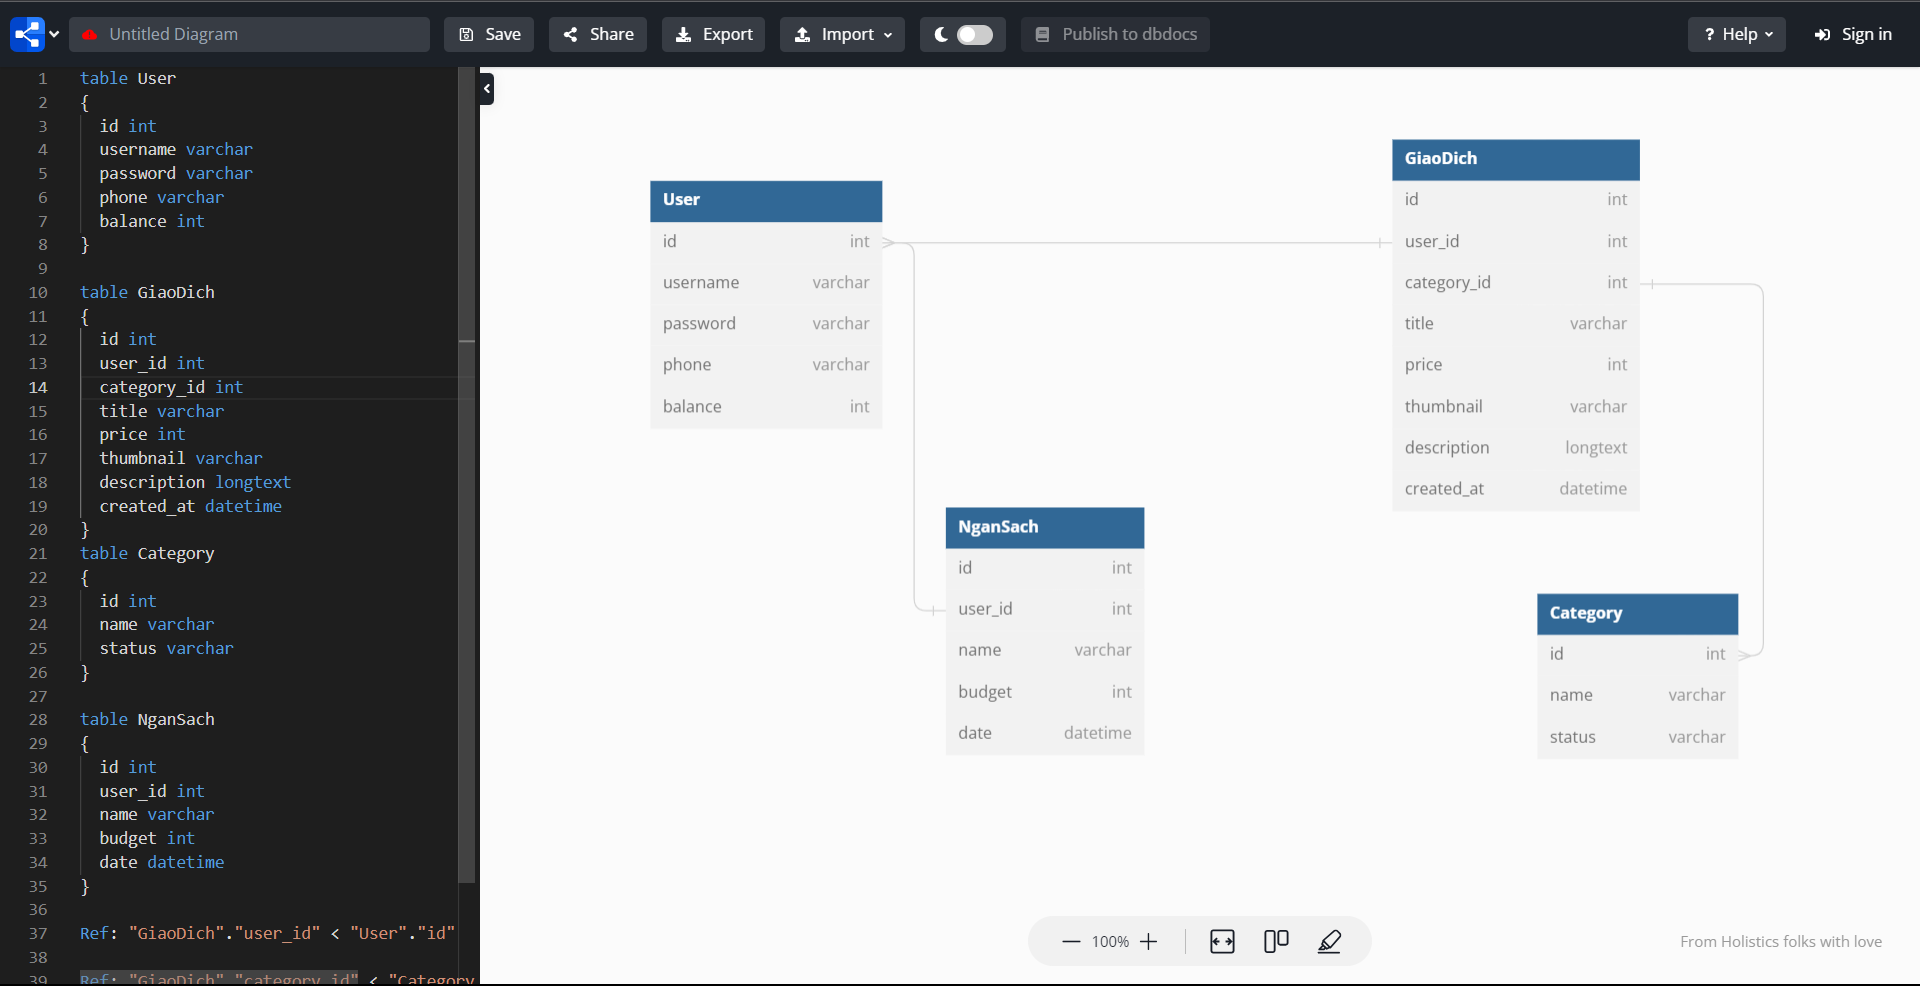 Untitled Diagram
Save
Share
Export
Import
Publish to dbdocs
? Help
Sign in
1 table User
2 {
3 id int
4 username varchar
5 password varchar
6 phone varchar
7 balance int
8 }
9
10 table GiaoDich
11 {
12 id int
13 user_id int
14 category_id int
15 title varchar
16 price int
17 thumbnail varchar
18 description longtext
19 created_at datetime
20 }
21 table Category
22 {
23 id int
24 name varchar
25 status varchar
26 }
27
28 table NganSach
29 {
30 id int
31 user_id int
32 name varchar
33 budget int
34 date datetime
35 }
36
37 Ref: "GiaoDich"."user_id" < "User"."id"
38
39 Ref: "GiaoDich"."category_id" < "Category
User
id int
username varchar
password varchar
phone varchar
balance int
GiaoDich
id int
user_id int
category_id int
title varchar
price int
thumbnail varchar
description longtext
created_at datetime
NganSach
id int
user_id int
name varchar
budget int
date datetime
Category
id int
name varchar
status varchar
100%
From Holistics folks with love